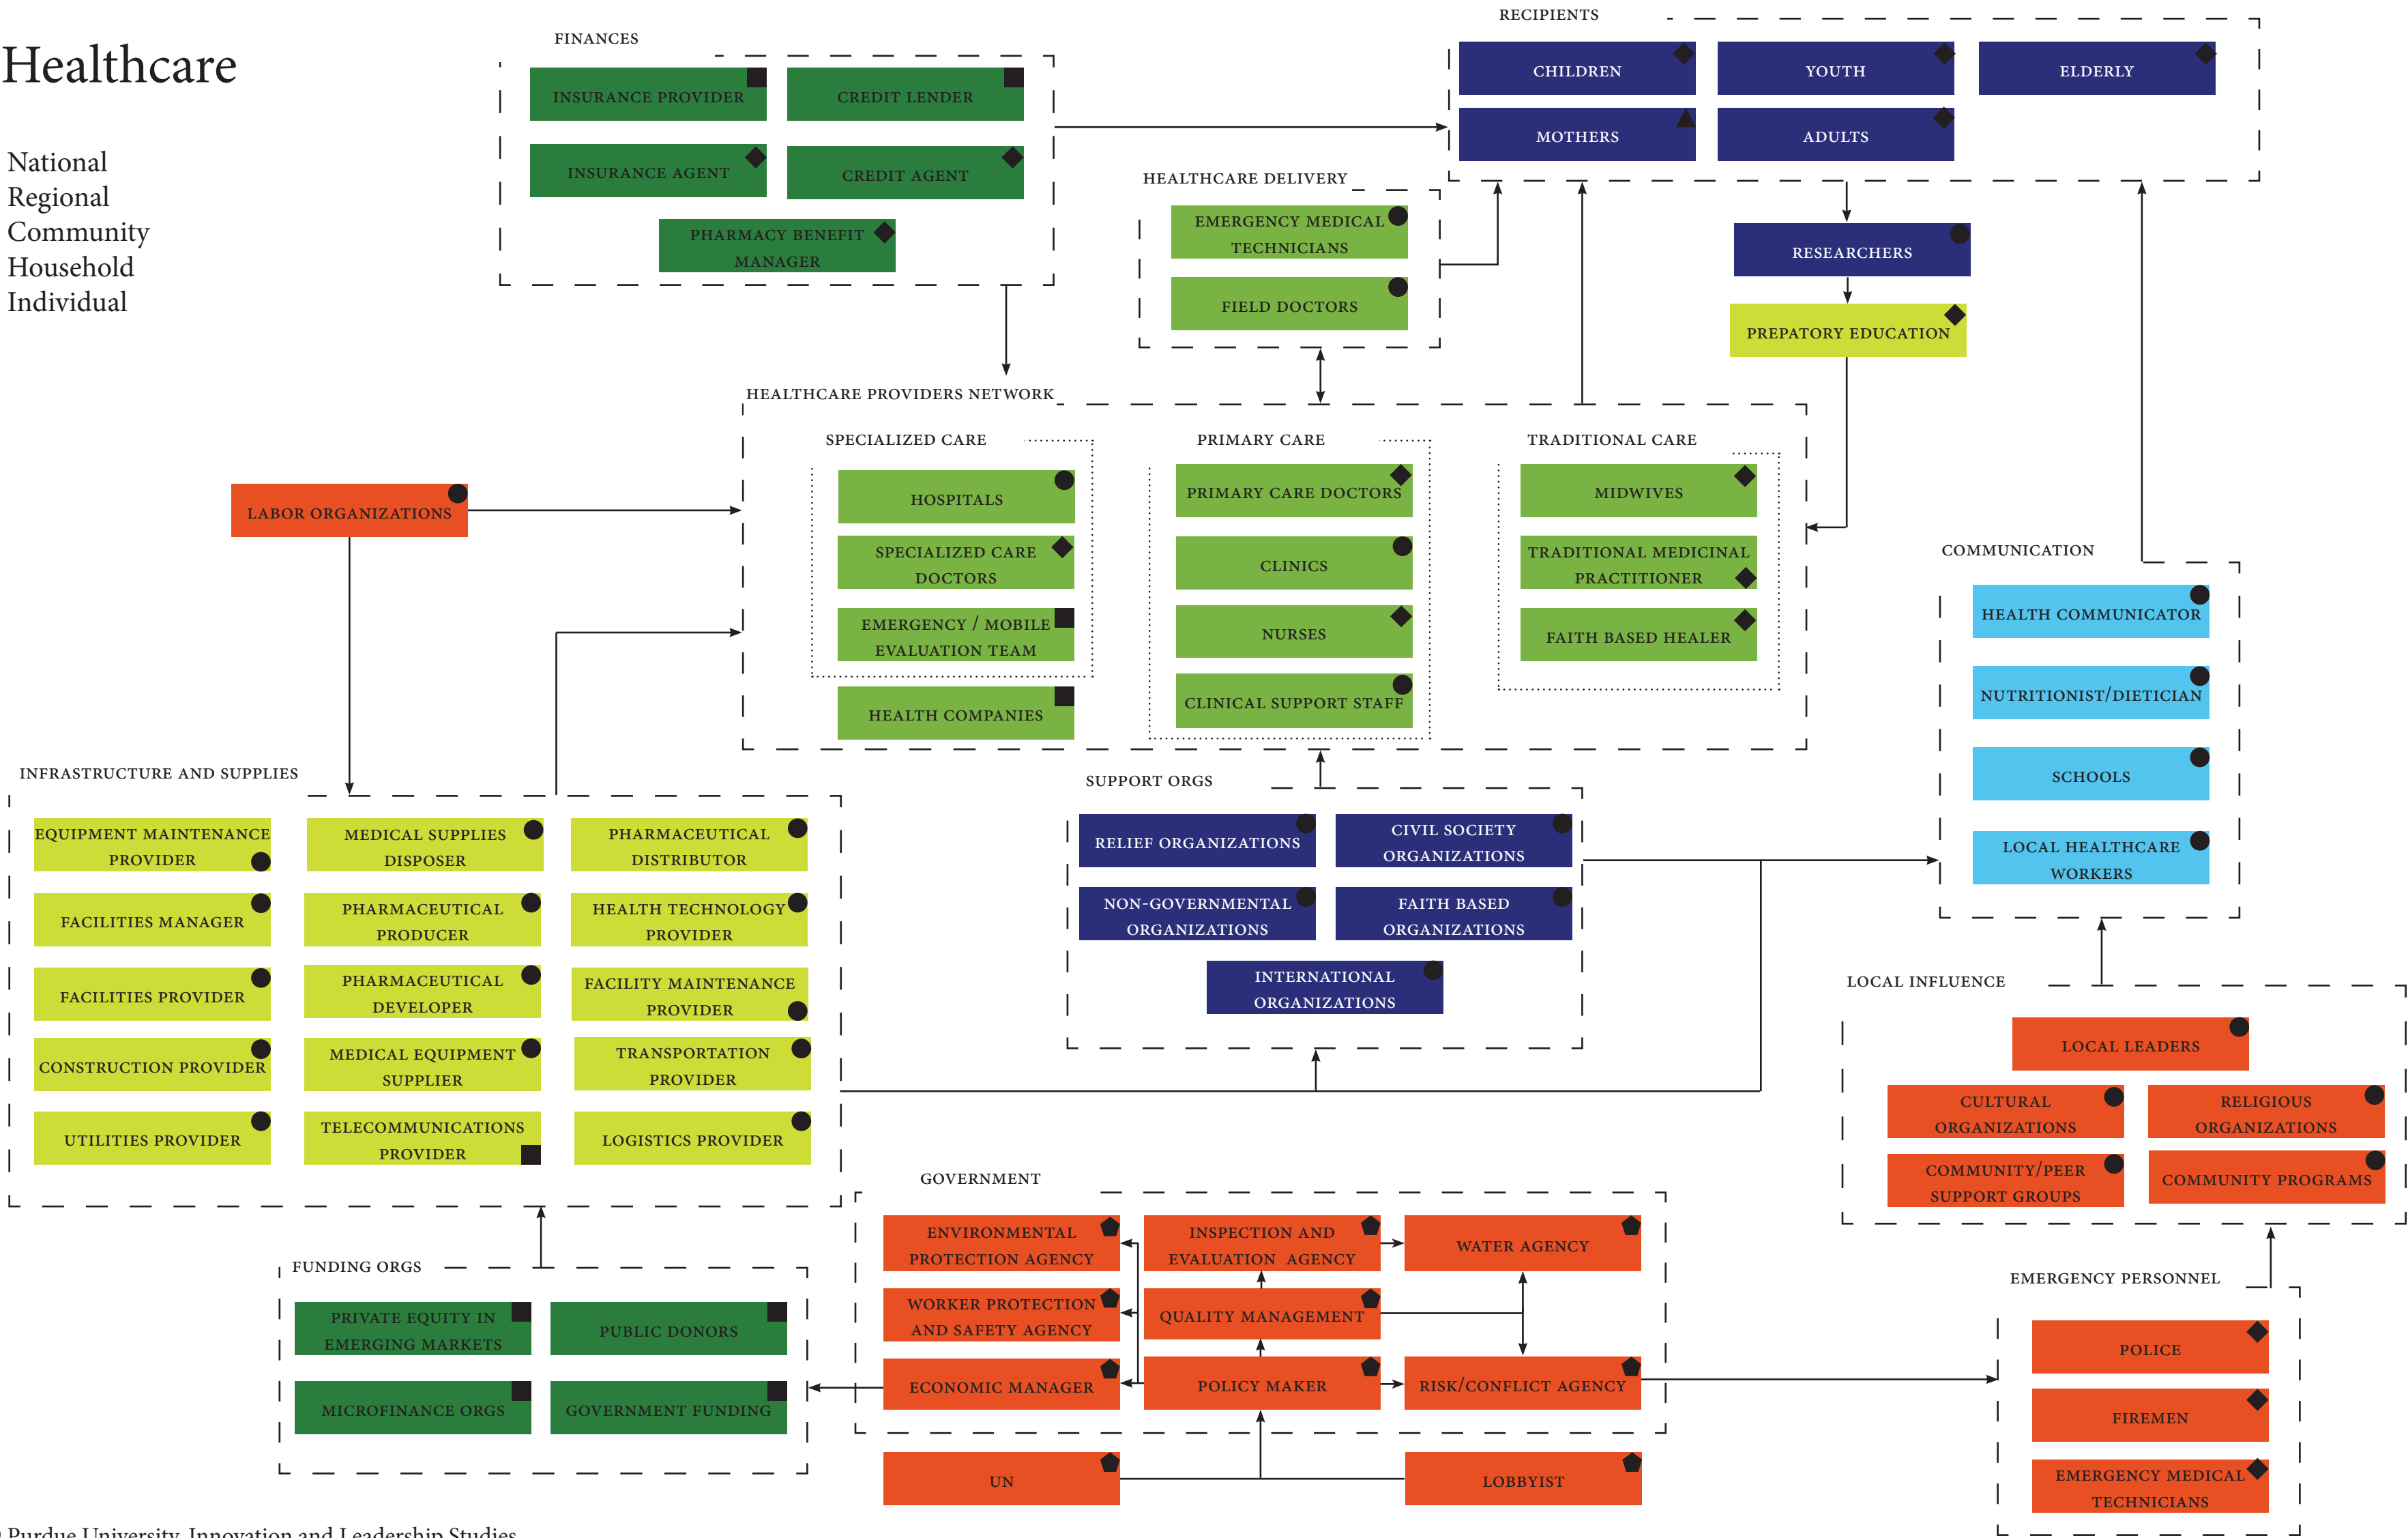 Healthcare
National
Regional
Community
Household
Individual
FINANCES
INSURANCE PROVIDER
CREDIT LENDER
INSURANCE AGENT
CREDIT AGENT
PHARMACY BENEFIT
MANAGER
RECIPIENTS
CHILDREN
YOUTH
ELDERLY
MOTHERS
ADULTS
HEALTHCARE DELIVERY
EMERGENCY MEDICAL
TECHNICIANS
FIELD DOCTORS
RESEARCHERS
PREPATORY EDUCATION
HEALTHCARE PROVIDERS NETWORK
SPECIALIZED CARE
HOSPITALS
SPECIALIZED CARE
DOCTORS
EMERGENCY / MOBILE
EVALUATION TEAM
HEALTH COMPANIES
PRIMARY CARE
PRIMARY CARE DOCTORS
CLINICS
NURSES
CLINICAL SUPPORT STAFF
TRADITIONAL CARE
MIDWIVES
TRADITIONAL MEDICINAL
PRACTITIONER
FAITH BASED HEALER
LABOR ORGANIZATIONS
COMMUNICATION
HEALTH COMMUNICATOR
NUTRITIONIST/DIETICIAN
SCHOOLS
LOCAL HEALTHCARE
WORKERS
INFRASTRUCTURE AND SUPPLIES
EQUIPMENT MAINTENANCE
PROVIDER
MEDICAL SUPPLIES
DISPOSER
PHARMACEUTICAL
DISTRIBUTOR
FACILITIES MANAGER
PHARMACEUTICAL
PRODUCER
HEALTH TECHNOLOGY
PROVIDER
FACILITIES PROVIDER
PHARMACEUTICAL
DEVELOPER
FACILITY MAINTENANCE
PROVIDER
CONSTRUCTION PROVIDER
MEDICAL EQUIPMENT
SUPPLIER
TRANSPORTATION
PROVIDER
UTILITIES PROVIDER
TELECOMMUNICATIONS
PROVIDER
LOGISTICS PROVIDER
SUPPORT ORGS
RELIEF ORGANIZATIONS
CIVIL SOCIETY
ORGANIZATIONS
NON-GOVERNMENTAL
ORGANIZATIONS
FAITH BASED
ORGANIZATIONS
INTERNATIONAL
ORGANIZATIONS
LOCAL INFLUENCE
LOCAL LEADERS
CULTURAL
ORGANIZATIONS
RELIGIOUS
ORGANIZATIONS
COMMUNITY/PEER
SUPPORT GROUPS
COMMUNITY PROGRAMS
GOVERNMENT
ENVIRONMENTAL
PROTECTION AGENCY
INSPECTION AND
EVALUATION AGENCY
WATER AGENCY
WORKER PROTECTION
AND SAFETY AGENCY
QUALITY MANAGEMENT
ECONOMIC MANAGER
POLICY MAKER
RISK/CONFLICT AGENCY
UN
LOBBYIST
FUNDING ORGS
PRIVATE EQUITY IN
EMERGING MARKETS
PUBLIC DONORS
MICROFINANCE ORGS
GOVERNMENT FUNDING
EMERGENCY PERSONNEL
POLICE
FIREMEN
EMERGENCY MEDICAL
TECHNICIANS
Purdue University, Innovation and Leadership Studies